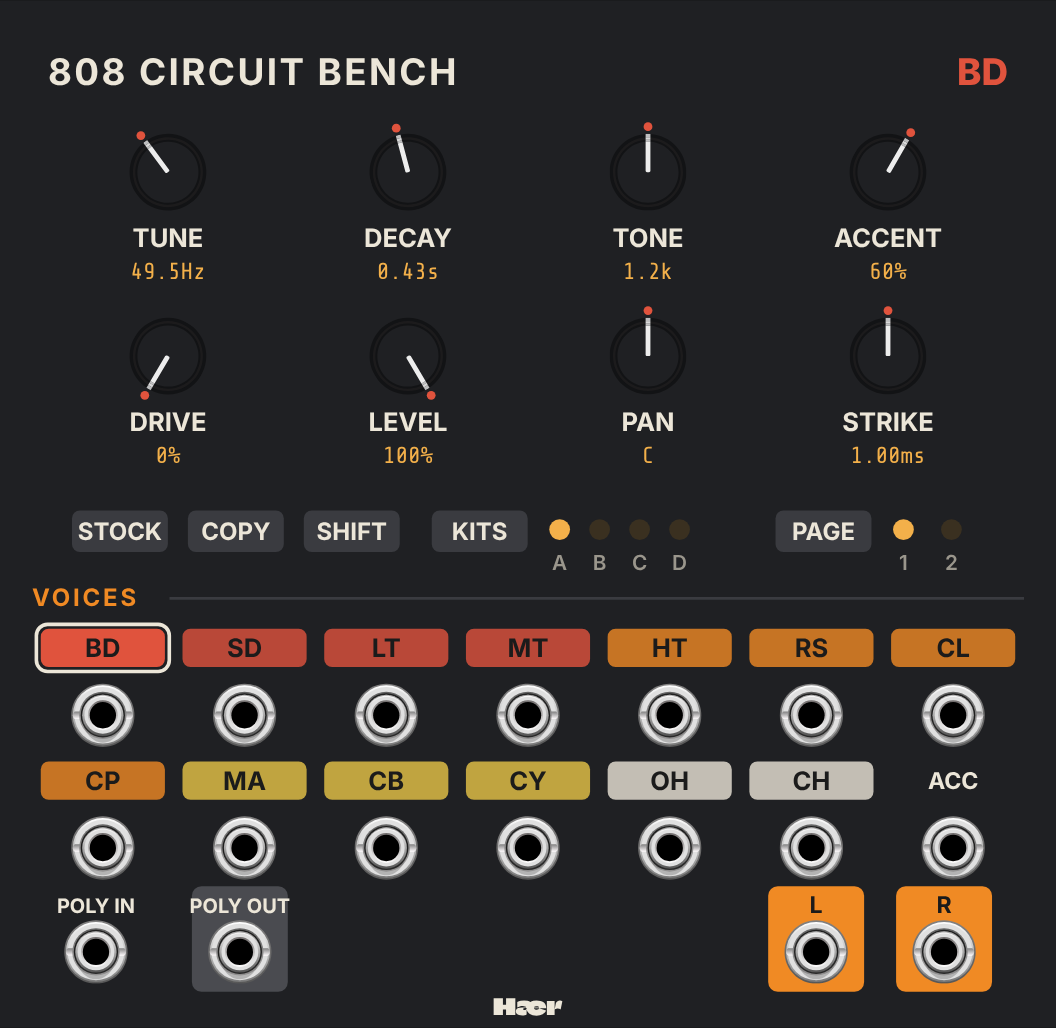 808 CIRCUIT BENCH BD
TUNE DECAY TONE ACCENT
49.5Hz 0.43s 1.2k 60%
DRIVE LEVEL PAN STRIKE
0% 100% C 1.00ms
STOCK COPY SHIFT KITS PAGE
A B C D 1 2
VOICES
BD SD LT MT HT RS CL
CP MA CB CY OH CH ACC
POLY IN POLY OUT L R
Hær